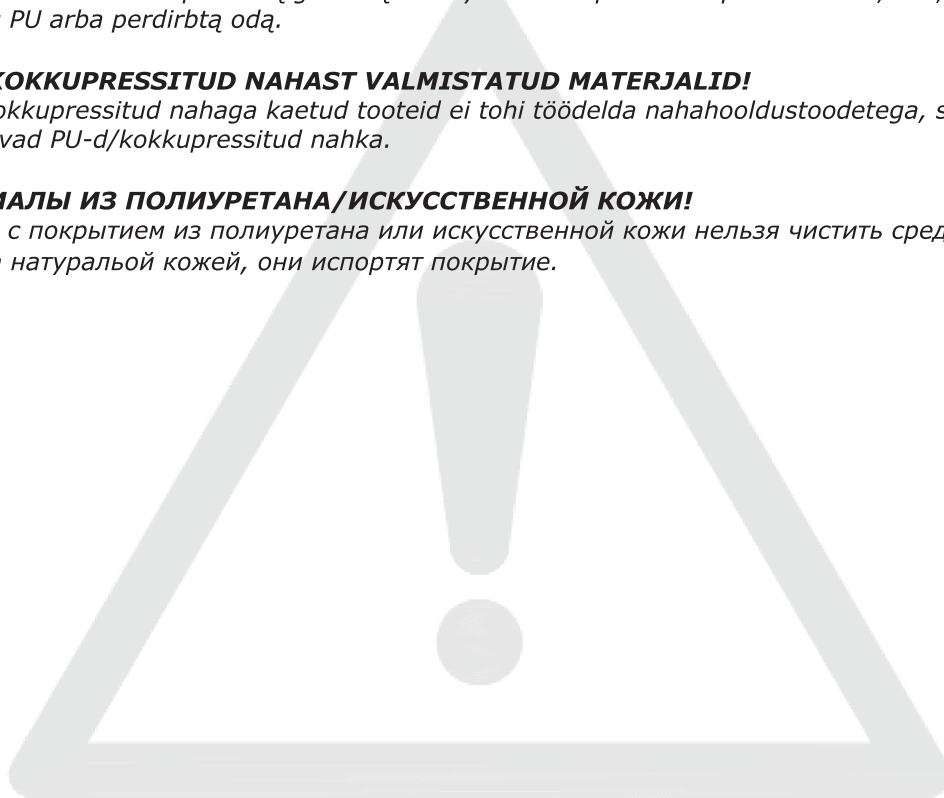 PU arba perdirbtą odą.
KOKKUPRESSITUD NAHAST VALMISTATUD MATERJALID!
kokkupressitud nahaga kaetud tooteid ei tohi töödelda nahahooldustoodetega, s
vad PU-d/kokkupressitud nahka.
ИАЛЫ ИЗ ПОЛИУРЕТАНА/ИСКУССТВЕННОЙ КОЖИ!
с покрытием из полиуретана или искусственной кожи нельзя чистить сред
натуральой кожей, они испортят покрытие.